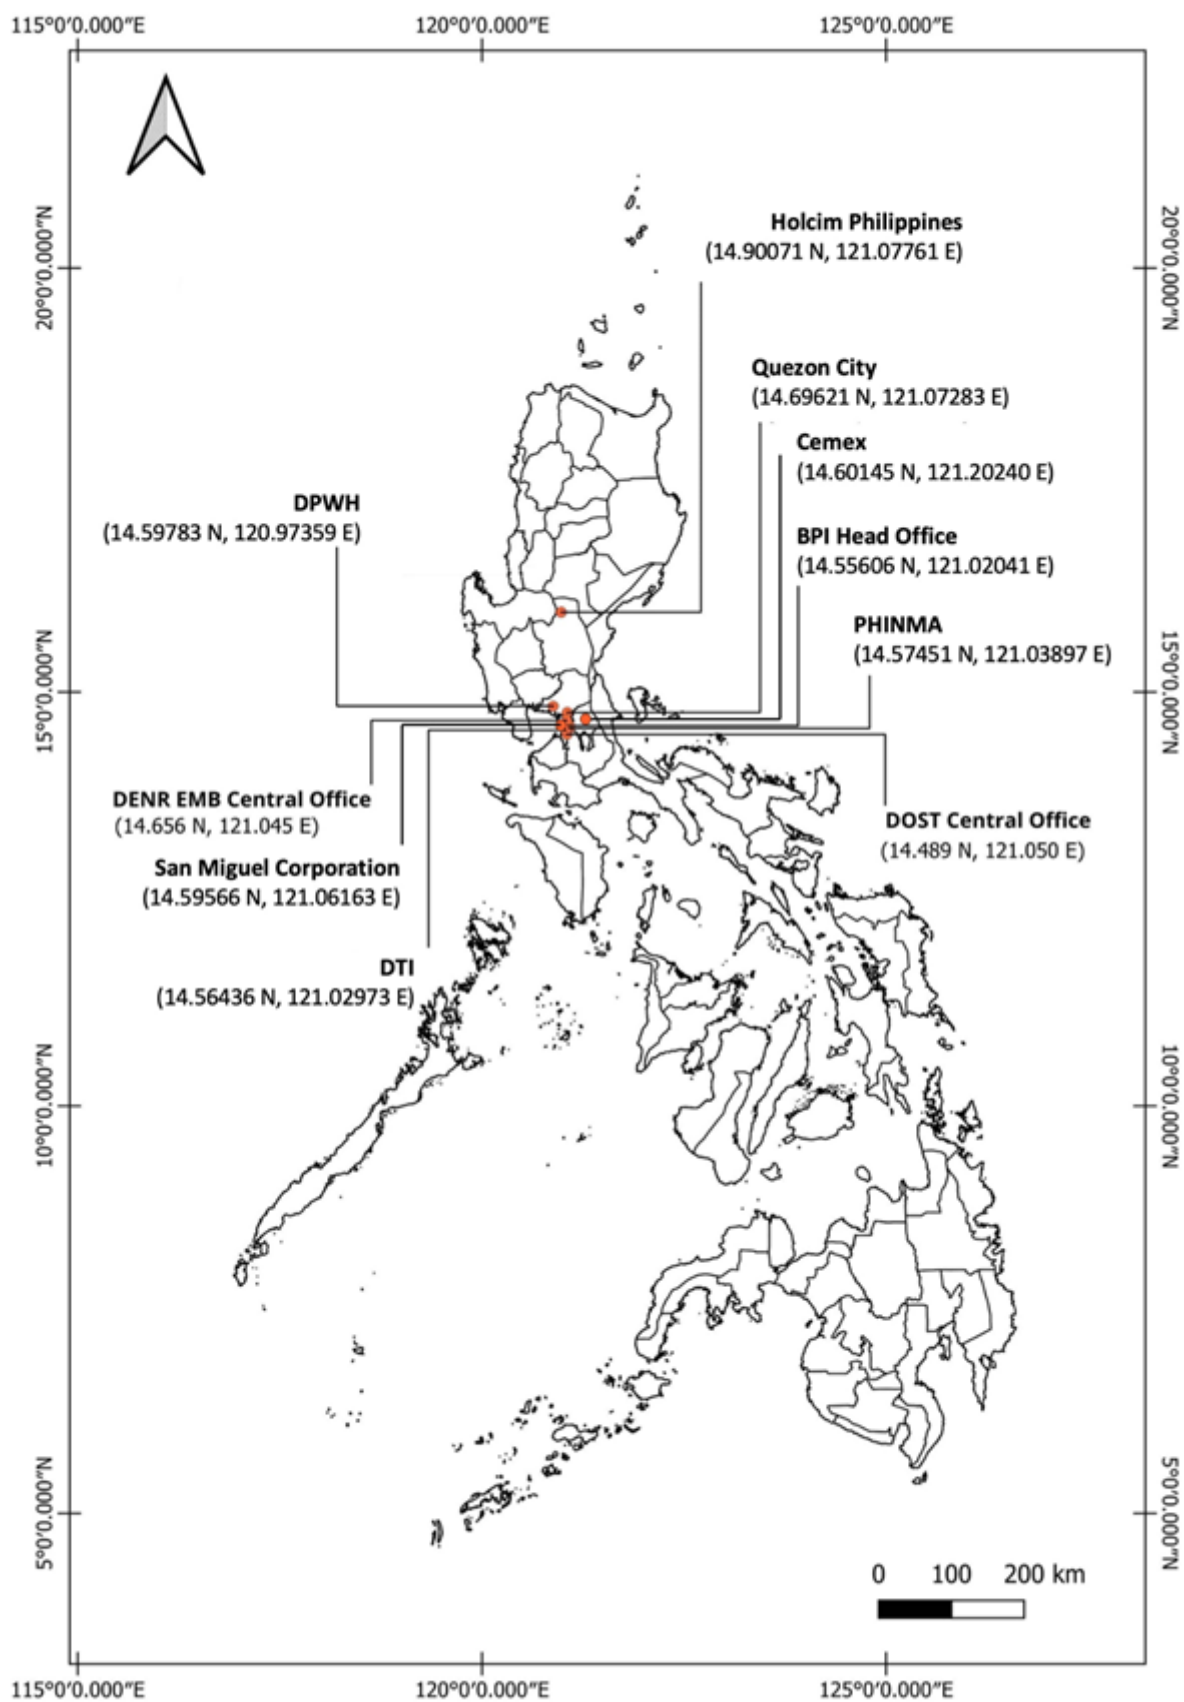 115°0′0.000″E 120°0′0.000″E 125°0′0.000″E
20°0′0.000″N
20°0′0.000″N
Holcim Philippines
(14.90071 N, 121.07761 E)
Quezon City
(14.69621 N, 121.07283 E)
Cemex
(14.60145 N, 121.20240 E)
DPWH
(14.59783 N, 120.97359 E)
BPI Head Office
(14.55606 N, 121.02041 E)
PHINMA
(14.57451 N, 121.03897 E)
15°0′0.000″N
15°0′0.000″N
DENR EMB Central Office
(14.656 N, 121.045 E)
DOST Central Office
(14.489 N, 121.050 E)
San Miguel Corporation
(14.59566 N, 121.06163 E)
DTI
(14.56436 N, 121.02973 E)
10°0′0.000″N
10°0′0.000″N
5°0′0.000″N
5°0′0.000″N
0 100 200 km
115°0′0.000″E 120°0′0.000″E 125°0′0.000″E